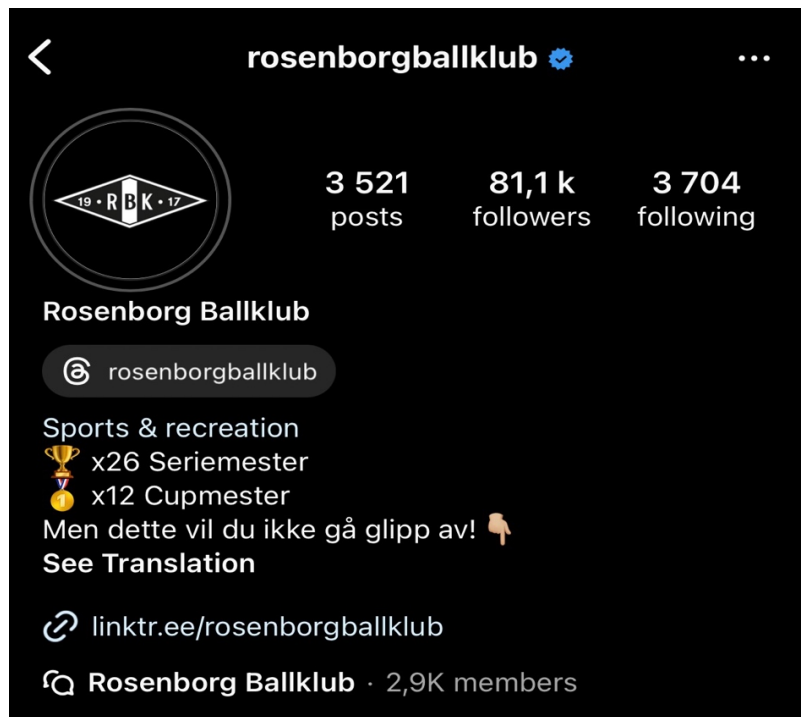 rosenborgballklub
19 • RBK • 17
3 521 81,1 k 3 704
posts followers following
Rosenborg Ballklub
rosenborgballklub
Sports & recreation
🏆 x26 Seriemester
🥇 x12 Cupmester
Men dette vil du ikke gå glipp av! 👇🏼
See Translation
linktr.ee/rosenborgballklub
Rosenborg Ballklub · 2,9K members